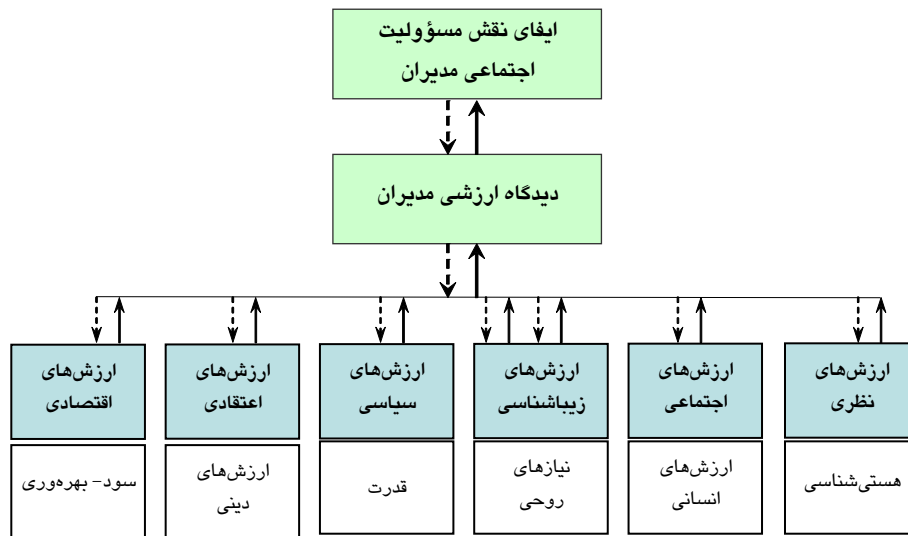 ایفای نقش مسؤولیت
اجتماعی مدیران
دیدگاه ارزشی مدیران
ارزش‌های
نظری
ارزش‌های
اجتماعی
ارزش‌های
زیباشناسی
ارزش‌های
سیاسی
ارزش‌های
اعتقادی
ارزش‌های
اقتصادی
هستی‌شناسی
ارزش‌های
انسانی
نیازهای
روحی
قدرت
ارزش‌های
دینی
سود- بهره‌وری